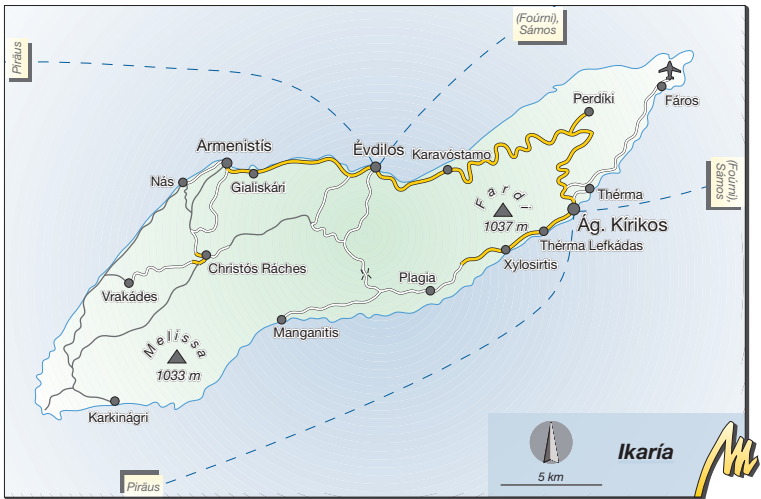 (Foúrni),
Sámos
Piräus
Perdíki
Fáros
Armenistís
Évdilos
Karavóstamo
Nás
Gialiskári
(Foúrni),
Sámos
Thérma
Fardi
1037 m
Ág. Kírikos
Thérma Lefkádas
Xylosirtis
Christós Ráches
Plagia
Vrakádes
Manganitis
Melissa
1033 m
Karkinágri
Ikaría
5 km
Piräus